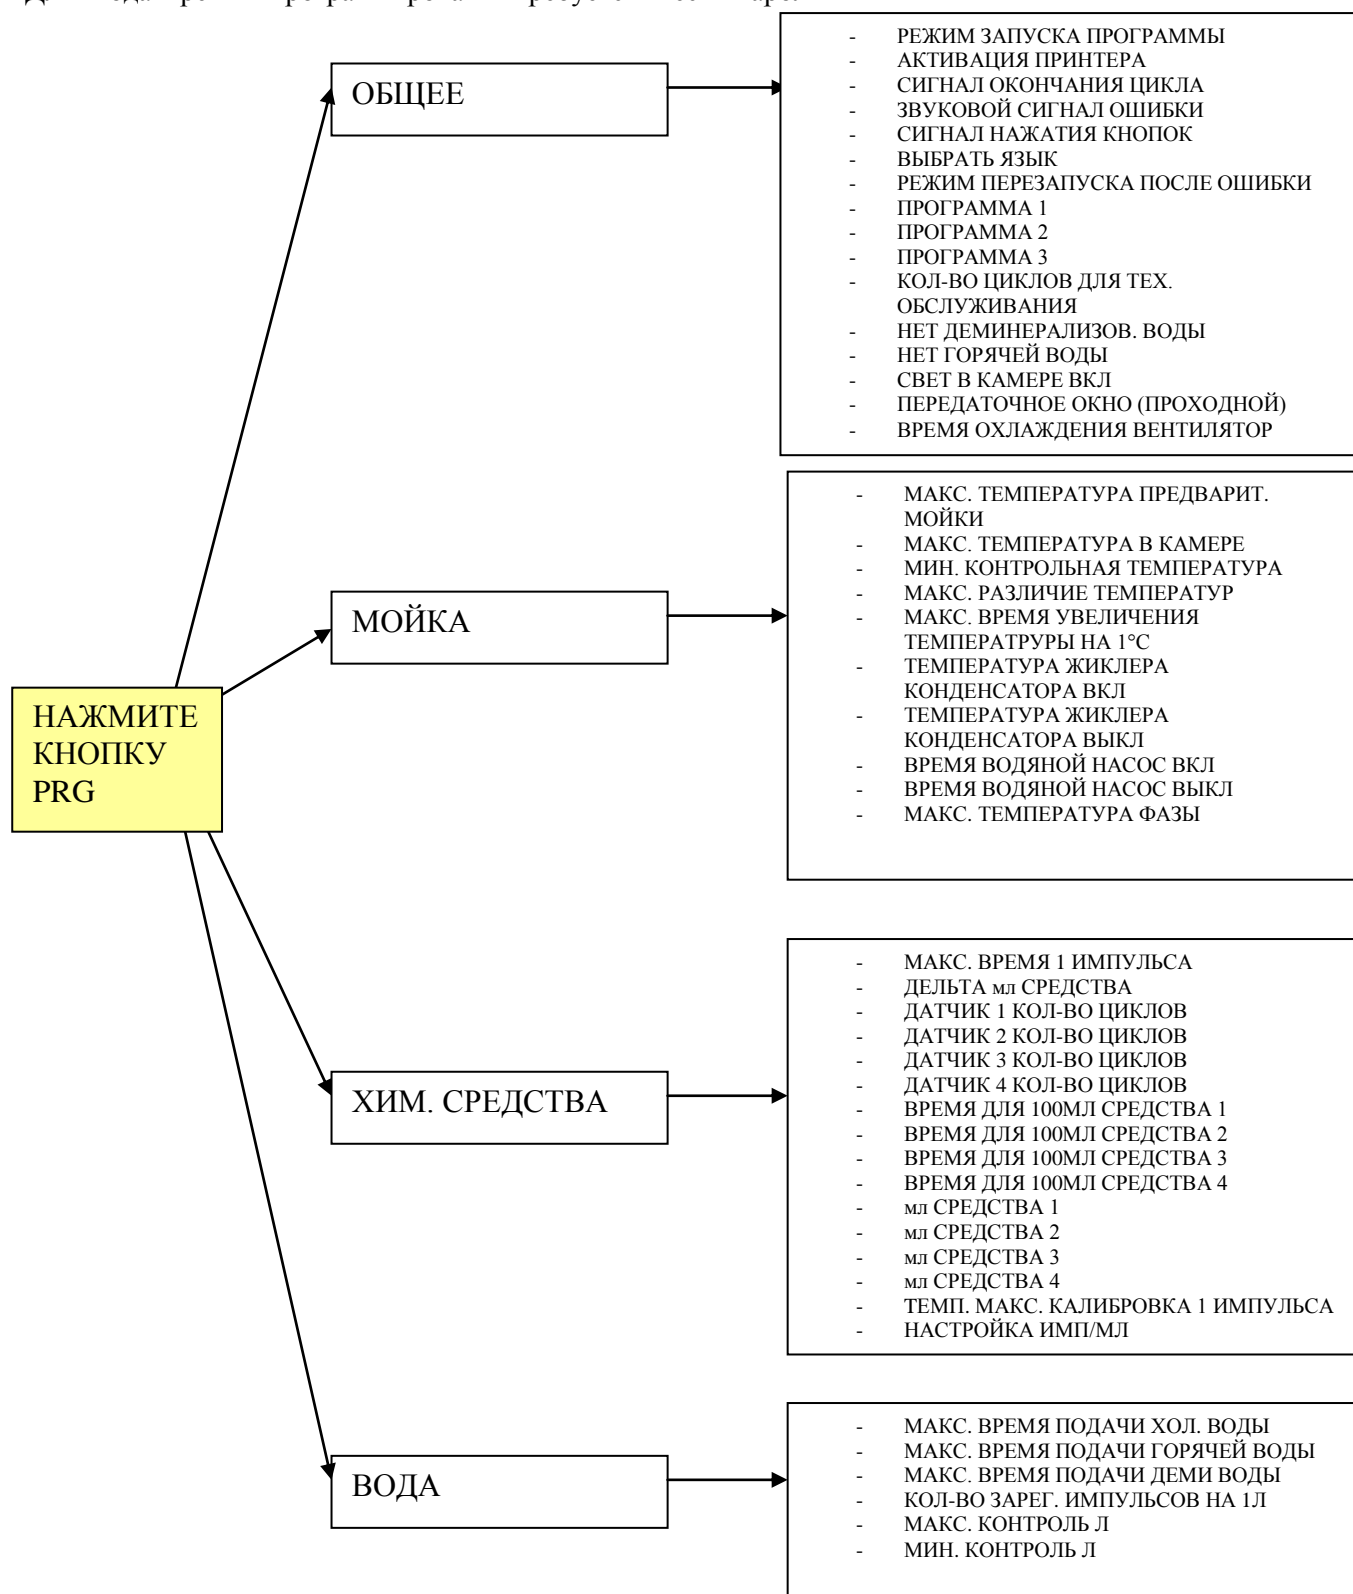 ОБЩЕЕ
- РЕЖИМ ЗАПУСКА ПРОГРАММЫ
- АКТИВАЦИЯ ПРИНТЕРА
- СИГНАЛ ОКОНЧАНИЯ ЦИКЛА
- ЗВУКОВОЙ СИГНАЛ ОШИБКИ
- СИГНАЛ НАЖАТИЯ КНОПОК
- ВЫБРАТЬ ЯЗЫК
- РЕЖИМ ПЕРЕЗАПУСКА ПОСЛЕ ОШИБКИ
- ПРОГРАММА 1
- ПРОГРАММА 2
- ПРОГРАММА 3
- КОЛ-ВО ЦИКЛОВ ДЛЯ ТЕХ.
ОБСЛУЖИВАНИЯ
- НЕТ ДЕМИНЕРАЛИЗОВ. ВОДЫ
- НЕТ ГОРЯЧЕЙ ВОДЫ
- СВЕТ В КАМЕРЕ ВКЛ
- ПЕРЕДАТОЧНОЕ ОКНО (ПРОХОДНОЙ)
- ВРЕМЯ ОХЛАЖДЕНИЯ ВЕНТИЛЯТОР
МОЙКА
- МАКС. ТЕМПЕРАТУРА ПРЕДВАРИТ.
МОЙКИ
- МАКС. ТЕМПЕРАТУРА В КАМЕРЕ
- МИН. КОНТРОЛЬНАЯ ТЕМПЕРАТУРА
- МАКС. РАЗЛИЧИЕ ТЕМПЕРАТУР
- МАКС. ВРЕМЯ УВЕЛИЧЕНИЯ
ТЕМПЕРАТРУРЫ НА 1°С
- ТЕМПЕРАТУРА ЖИКЛЕРА
КОНДЕНСАТОРА ВКЛ
- ТЕМПЕРАТУРА ЖИКЛЕРА
КОНДЕНСАТОРА ВЫКЛ
- ВРЕМЯ ВОДЯНОЙ НАСОС ВКЛ
- ВРЕМЯ ВОДЯНОЙ НАСОС ВЫКЛ
- МАКС. ТЕМПЕРАТУРА ФАЗЫ
НАЖМИТЕ
КНОПКУ
PRG
ХИМ. СРЕДСТВА
- МАКС. ВРЕМЯ 1 ИМПУЛЬСА
- ДЕЛЬТА мл СРЕДСТВА
- ДАТЧИК 1 КОЛ-ВО ЦИКЛОВ
- ДАТЧИК 2 КОЛ-ВО ЦИКЛОВ
- ДАТЧИК 3 КОЛ-ВО ЦИКЛОВ
- ДАТЧИК 4 КОЛ-ВО ЦИКЛОВ
- ВРЕМЯ ДЛЯ 100МЛ СРЕДСТВА 1
- ВРЕМЯ ДЛЯ 100МЛ СРЕДСТВА 2
- ВРЕМЯ ДЛЯ 100МЛ СРЕДСТВА 3
- ВРЕМЯ ДЛЯ 100МЛ СРЕДСТВА 4
- мл СРЕДСТВА 1
- мл СРЕДСТВА 2
- мл СРЕДСТВА 3
- мл СРЕДСТВА 4
- ТЕМП. МАКС. КАЛИБРОВКА 1 ИМПУЛЬСА
- НАСТРОЙКА ИМП/МЛ
ВОДА
- МАКС. ВРЕМЯ ПОДАЧИ ХОЛ. ВОДЫ
- МАКС. ВРЕМЯ ПОДАЧИ ГОРЯЧЕЙ ВОДЫ
- МАКС. ВРЕМЯ ПОДАЧИ ДЕМИ ВОДЫ
- КОЛ-ВО ЗАРЕГ. ИМПУЛЬСОВ НА 1Л
- МАКС. КОНТРОЛЬ Л
- МИН. КОНТРОЛЬ Л